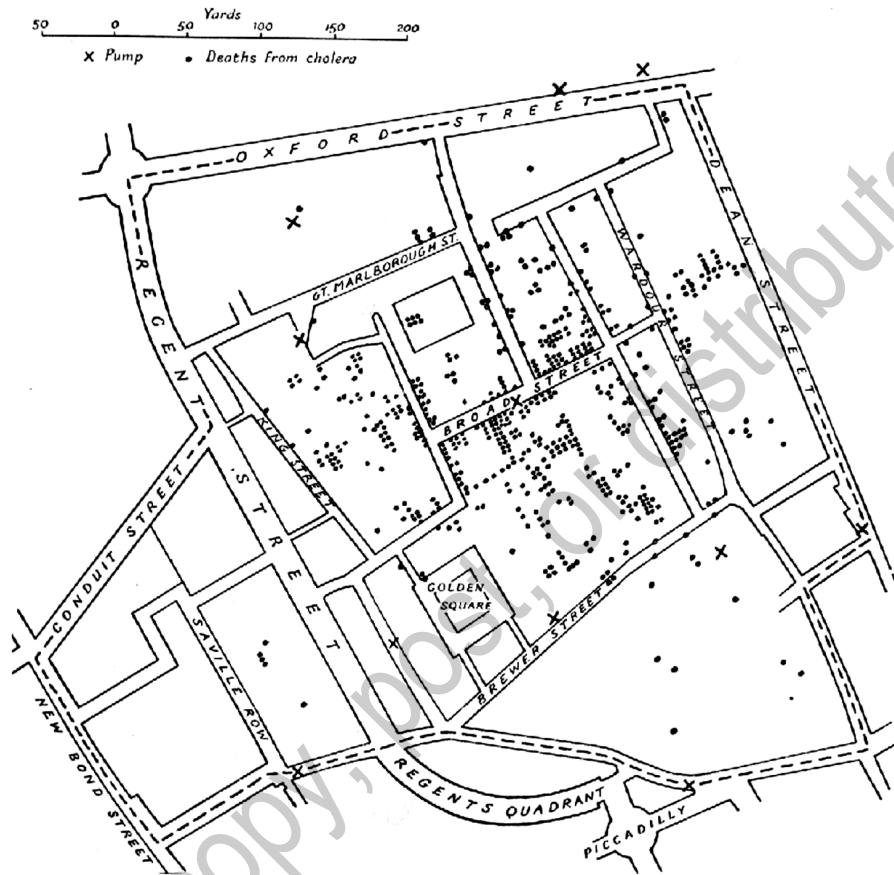 Yards
50 0 50 100 150 200
× Pump • Deaths from cholera
OXFORD STREET
REGENT STREET
DEAN STREET
WARDOUR STREET
GT. MARLBOROUGH ST.
BROAD STREET
KING STREET
CONDUIT STREET
GOLDEN
SQUARE
BREWER STREET
SAVILLE ROW
NEW BOND STREET
REGENTS QUADRANT
PICCADILLY
copy, post, or distribute